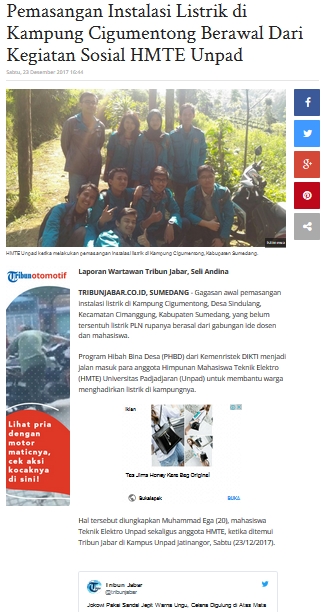 Pemasangan Instalasi Listrik di
Kampung Cigumentong Berawal Dari
Kegiatan Sosial HMTE Unpad
Sabtu, 23 Desember 2017 16:44
HMTE Unpad ketika melakukan pemasangan instalasi listrik di Kampung Cigumentong, Kabupaten Sumedang.
Tribunotomotif
Lihat pria
dengan
motor
maticnya,
cek aksi
kocaknya
di sini!
Laporan Wartawan Tribun Jabar, Seli Andina
TRIBUNJABAR.CO.ID, SUMEDANG - Gagasan awal pemasangan
instalasi listrik di Kampung Cigumentong, Desa Sindulang,
Kecamatan Cimanggung, Kabupaten Sumedang, yang belum
tersentuh listrik PLN rupanya berasal dari gabungan ide dosen
dan mahasiswa.
Program Hibah Bina Desa (PHBD) dari Kemenristek DIKTI menjadi
jalan masuk para anggota Himpunan Mahasiswa Teknik Elektro
(HMTE) Universitas Padjadjaran (Unpad) untuk membantu warga
menghadirkan listrik di kampungnya.
Iklan
Tas Jims Honey Kara Bag Original
Bukalapak
BUKA
Hal tersebut diungkapkan Muhammad Ega (20), mahasiswa
Teknik Elektro Unpad sekaligus anggota HMTE, ketika ditemui
Tribun Jabar di Kampus Unpad Jatinangor, Sabtu (23/12/2017).
Tribun Jabar
@tribunjabar
Jokowi Pakai Sandal Jepit Warna Ungu, Celana Digulung di Atas Mata